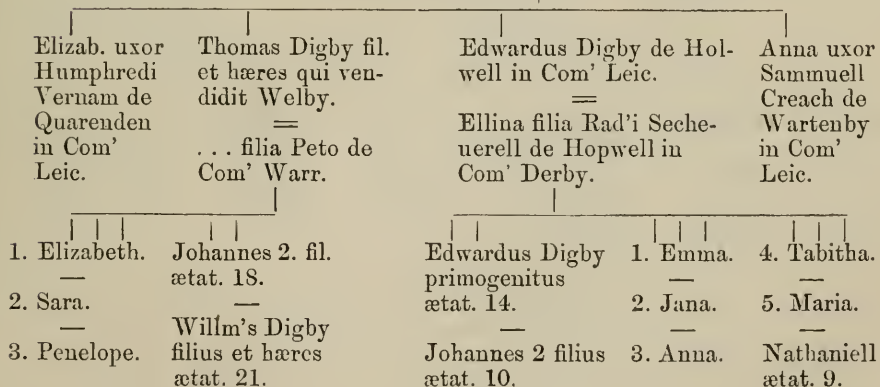 Elizab. uxor
Humphredi
Vernam de
Quarenden
in Com'
Leic.
Thomas Digby fil.
et hæres qui ven-
didit Welby.
=
. . . filia Peto de
Com' Warr.
Edwardus Digby de Hol-
well in Com' Leic.
=
Ellina filia Rad'i Seche-
uerell de Hopwell in
Com' Derby.
Anna uxor
Sammuell
Creach de
Wartenby
in Com'
Leic.
1. Elizabeth.
—
2. Sara.
—
3. Penelope.
Johannes 2. fil.
ætat. 18.
—
Willm's Digby
filius et hæres
ætat. 21.
Edwardus Digby
primogenitus
ætat. 14.
—
Johannes 2 filius
ætat. 10.
1. Emma.
—
2. Jana.
—
3. Anna.
4. Tabitha.
—
5. Maria.
—
Nathaniell
ætat. 9.